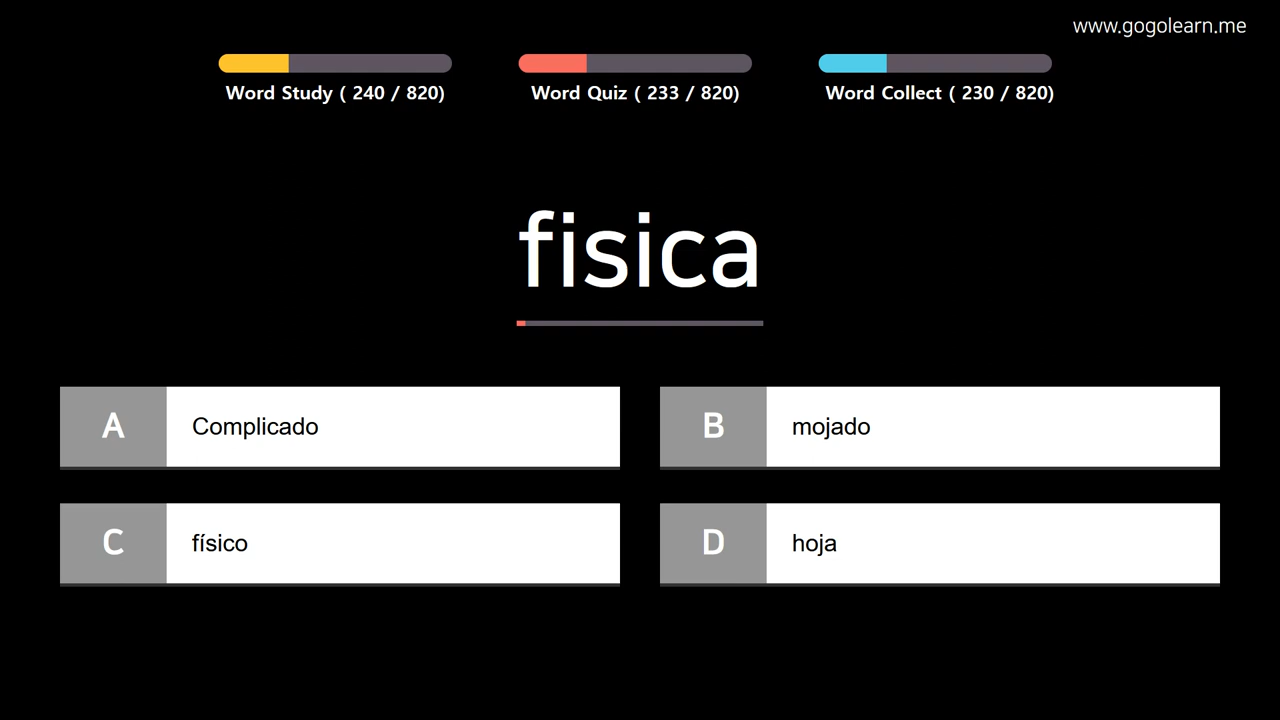 www.gogolearn.me
Word Study ( 240 / 820)
Word Quiz ( 233 / 820)
Word Collect ( 230 / 820)
fisica
A Complicado
B mojado
C físico
D hoja